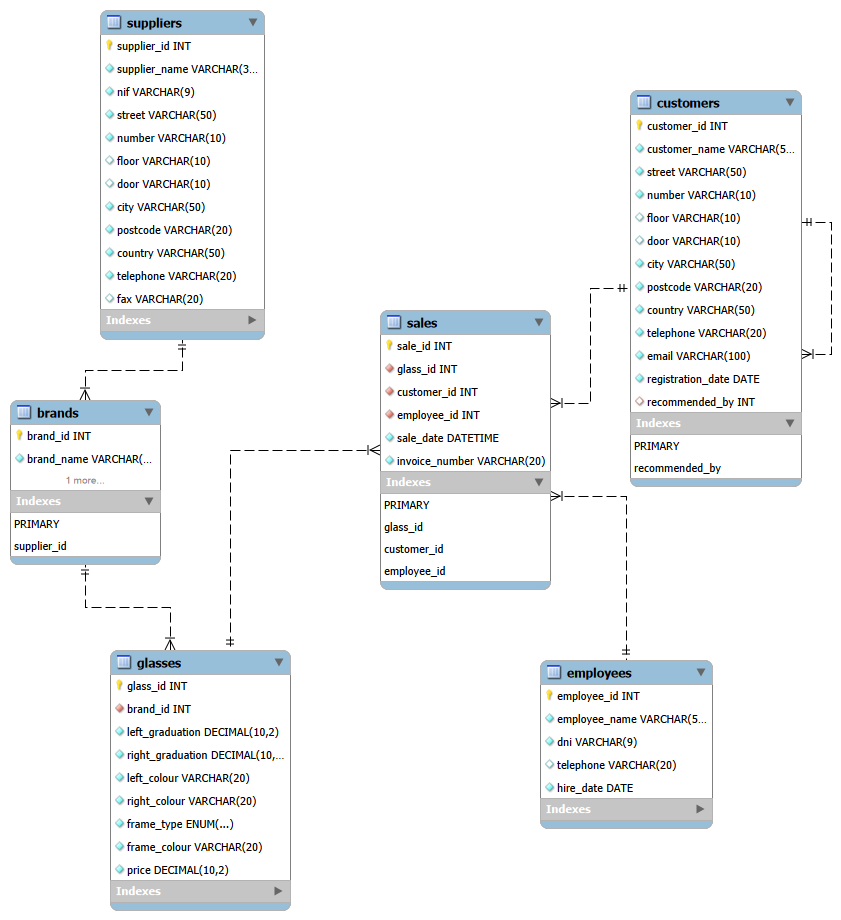 suppliers
supplier_id INT
supplier_name VARCHAR(3...
nif VARCHAR(9)
street VARCHAR(50)
number VARCHAR(10)
floor VARCHAR(10)
door VARCHAR(10)
city VARCHAR(50)
postcode VARCHAR(20)
country VARCHAR(50)
telephone VARCHAR(20)
fax VARCHAR(20)
Indexes
customers
customer_id INT
customer_name VARCHAR(5...
street VARCHAR(50)
number VARCHAR(10)
floor VARCHAR(10)
door VARCHAR(10)
city VARCHAR(50)
postcode VARCHAR(20)
country VARCHAR(50)
telephone VARCHAR(20)
email VARCHAR(100)
registration_date DATE
recommended_by INT
Indexes
PRIMARY
recommended_by
sales
sale_id INT
glass_id INT
customer_id INT
employee_id INT
sale_date DATETIME
invoice_number VARCHAR(20)
Indexes
PRIMARY
glass_id
customer_id
employee_id
brands
brand_id INT
brand_name VARCHAR(...
1 more...
Indexes
PRIMARY
supplier_id
glasses
glass_id INT
brand_id INT
left_graduation DECIMAL(10,2)
right_graduation DECIMAL(10,...
left_colour VARCHAR(20)
right_colour VARCHAR(20)
frame_type ENUM(...)
frame_colour VARCHAR(20)
price DECIMAL(10,2)
Indexes
employees
employee_id INT
employee_name VARCHAR(5...
dni VARCHAR(9)
telephone VARCHAR(20)
hire_date DATE
Indexes